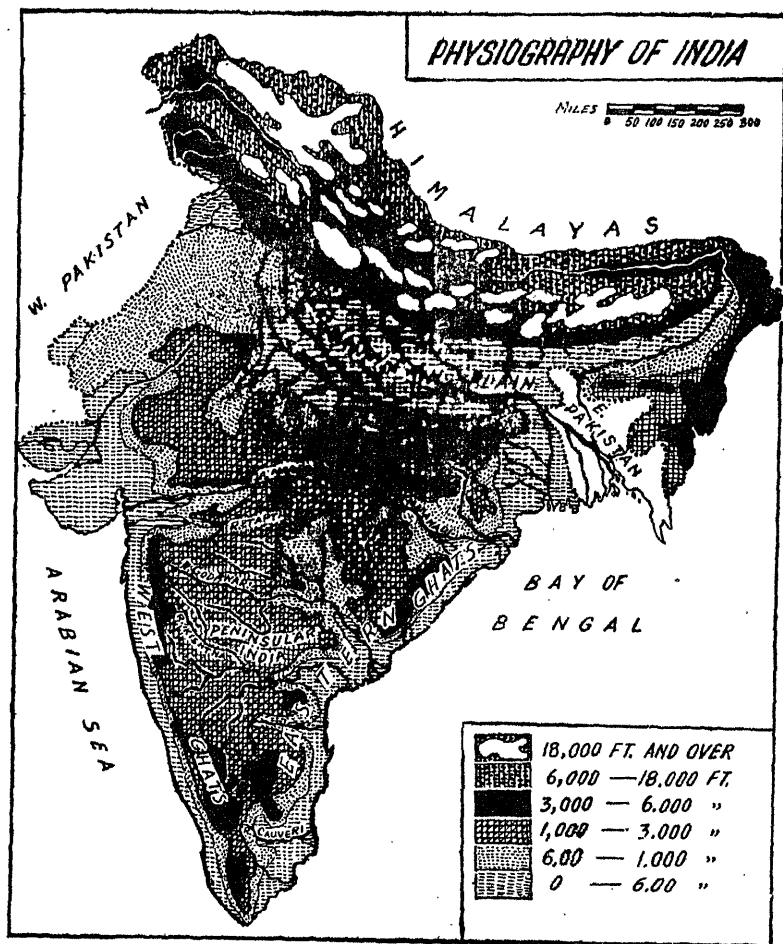 PHYSIOGRAPHY OF INDIA
MILES
0 50 100 150 200 250 300
HIMALAYAS
W. PAKISTAN
PLAIN
E. PAKISTAN
ARABIAN SEA
BAY OF
BENGAL
WEST
GHATS
EASTERN GHATS
PENINSULAR
INDIA
CAUVERI
18,000 FT. AND OVER
6,000 — 18.000 FT.
3,000 — 6.000 "
1,000 — 3.000 "
6,00 — 1.000 "
0 — 6.00 "